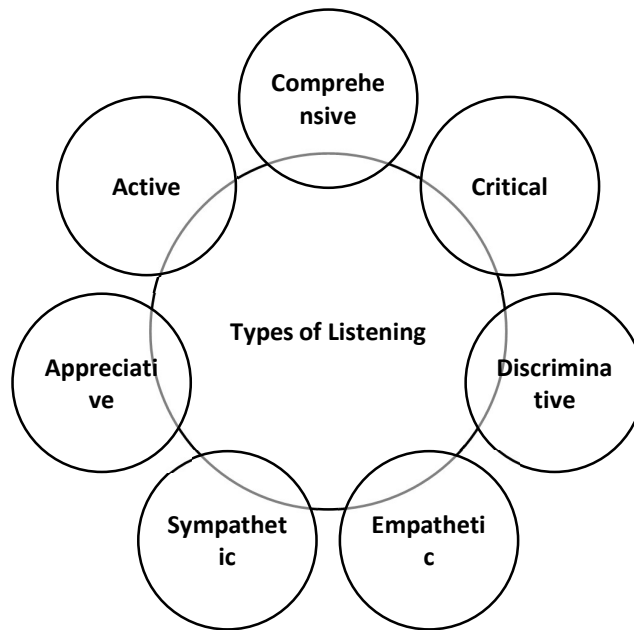 Comprehe
nsive
Active
Critical
Types of Listening
Appreciati
ve
Discrimina
tive
Sympathet
ic
Empatheti
c